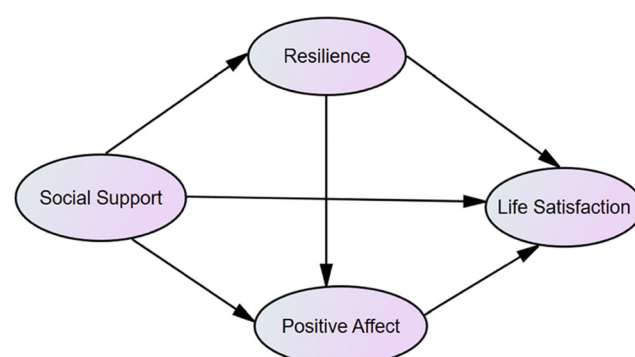 Resilience
Social Support
Life Satisfaction
Positive Affect